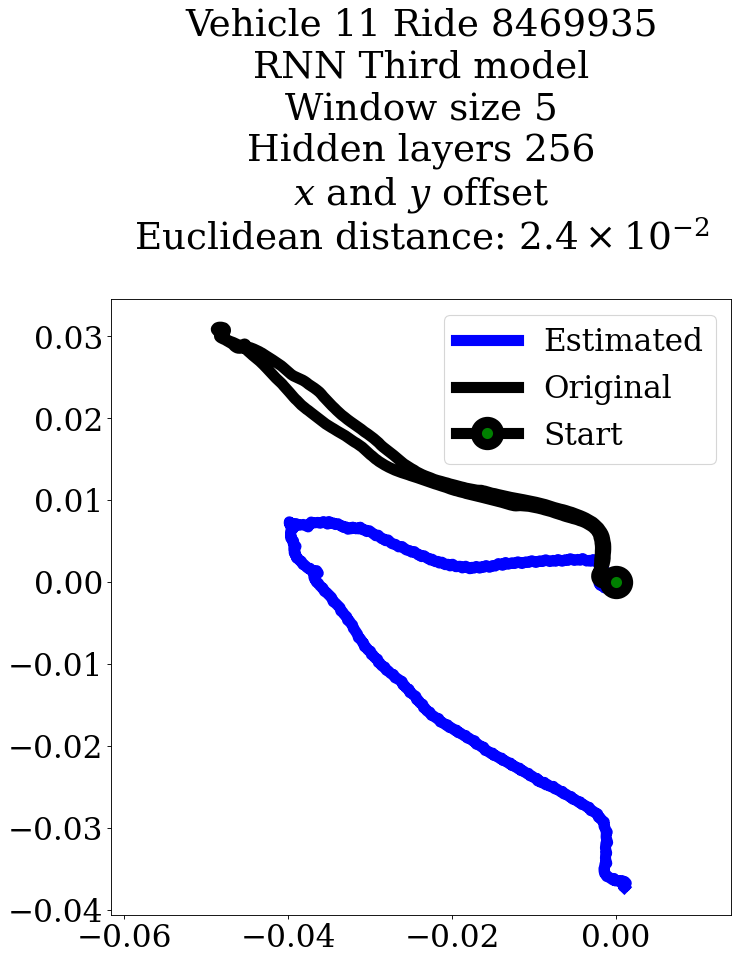 Vehicle 11 Ride 8469935
RNN Third model
Window size 5
Hidden layers 256
x and y offset
Euclidean distance: 2.4 × 10⁻²
Estimated
Original
Start
0.03
0.02
0.01
0.00
−0.01
−0.02
−0.03
−0.04
−0.06 −0.04 −0.02 0.00